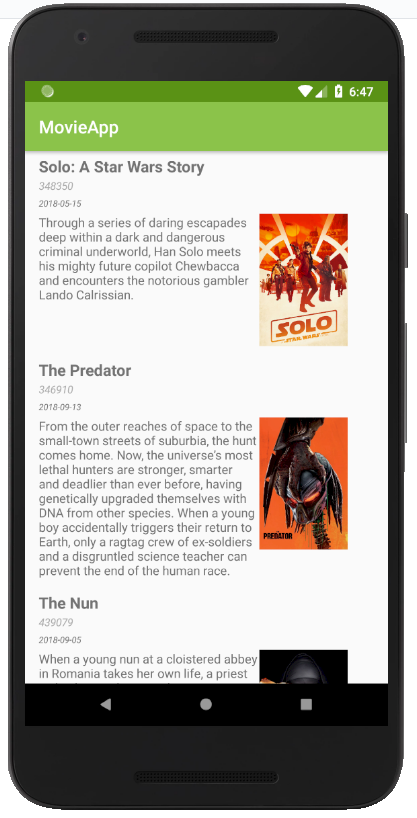 6:47
MovieApp
Solo: A Star Wars Story
348350
2018-05-15
Through a series of daring escapades
deep within a dark and dangerous
criminal underworld, Han Solo meets
his mighty future copilot Chewbacca
and encounters the notorious gambler
Lando Calrissian.
SOLO
STAR WARS
The Predator
346910
2018-09-13
From the outer reaches of space to the
small-town streets of suburbia, the hunt
comes home. Now, the universe's most
lethal hunters are stronger, smarter
and deadlier than ever before, having
genetically upgraded themselves with
DNA from other species. When a young
boy accidentally triggers their return to
Earth, only a ragtag crew of ex-soldiers
and a disgruntled science teacher can
prevent the end of the human race.
PREDATOR
The Nun
439079
2018-09-05
When a young nun at a cloistered abbey
in Romania takes her own life, a priest